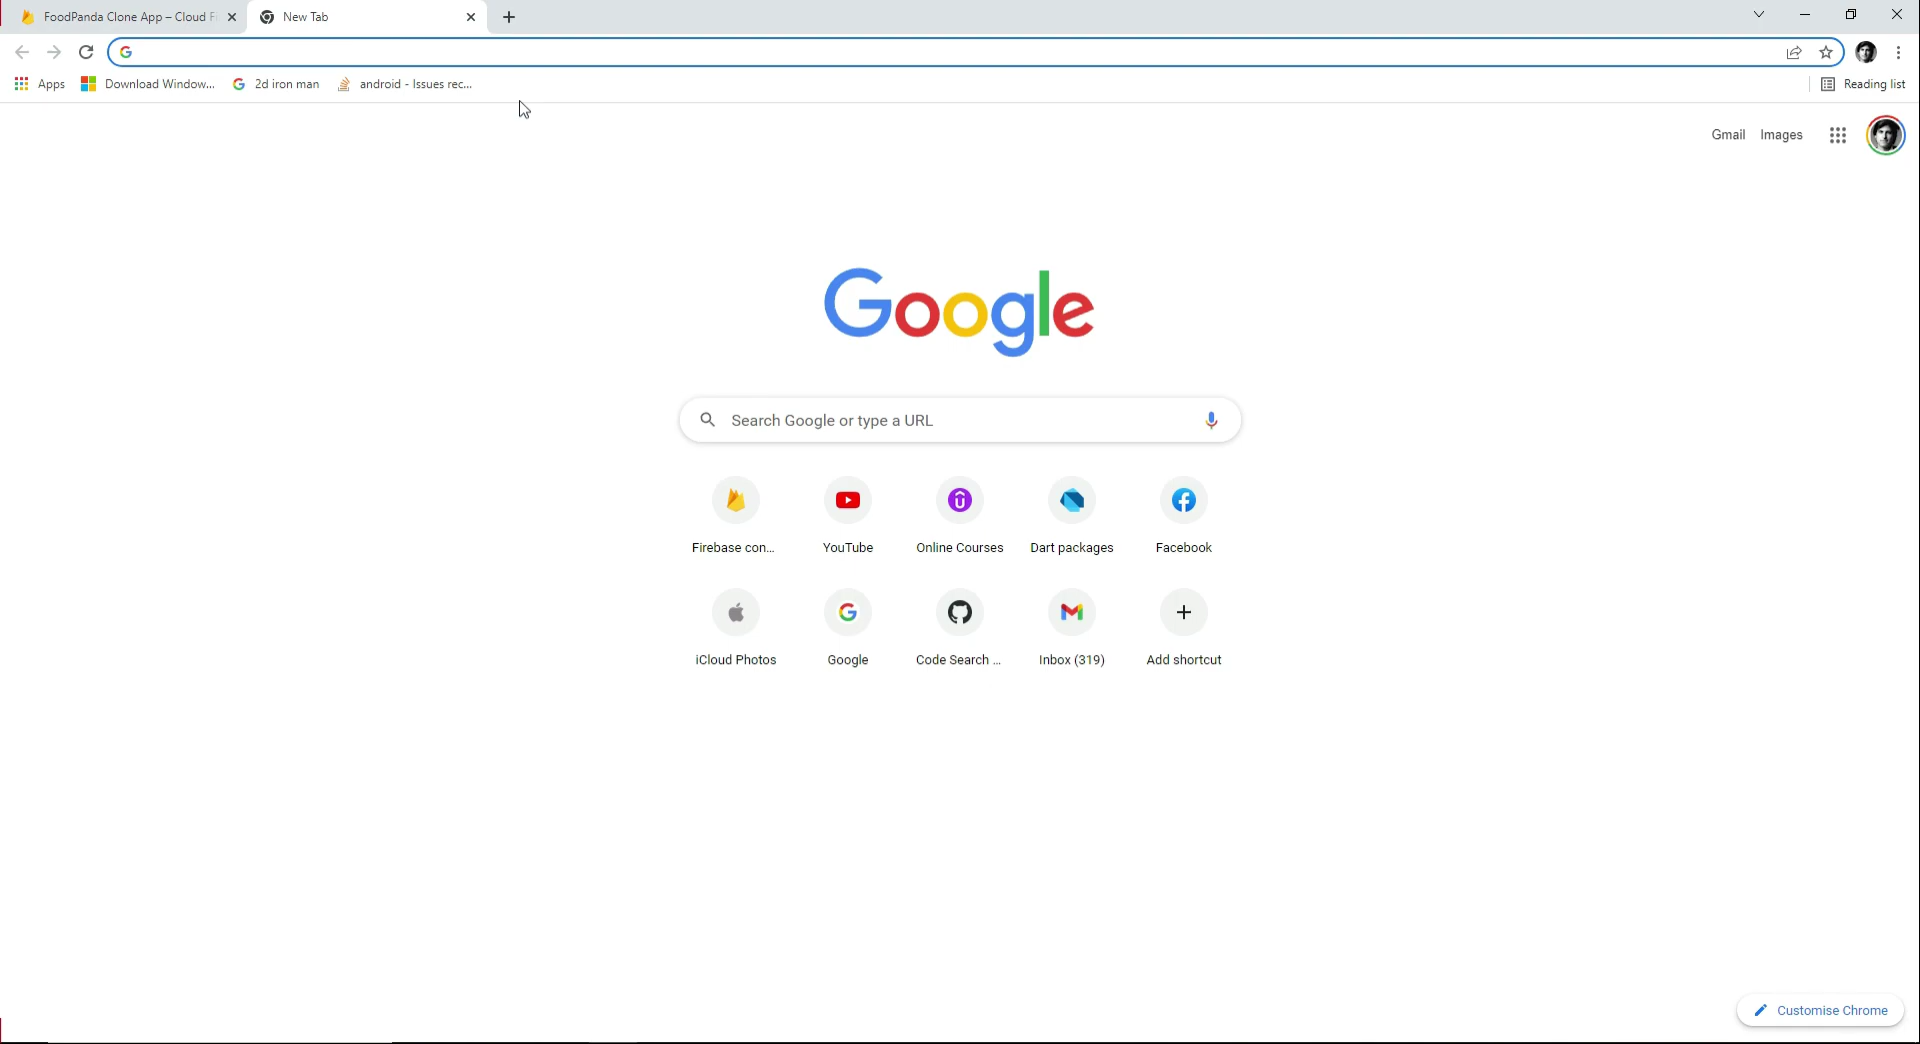 FoodPanda Clone App – Cloud Fi
New Tab
Apps
Download Window...
2d iron man
android - Issues rec...
Reading list
Gmail
Images
Google
Search Google or type a URL
Firebase con...
YouTube
Online Courses
Dart packages
Facebook
iCloud Photos
Google
Code Search ...
Inbox (319)
Add shortcut
Customise Chrome